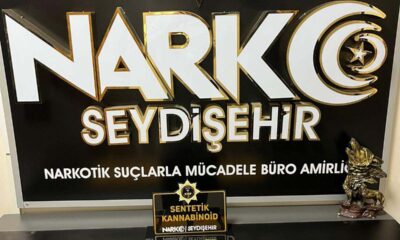 NARKO
SEYDİŞEHİR
NARKOTİK SUÇLARLA MÜCADELE BÜRO AMİRLİĞ
SENTETİK
KANNABİNOİD
NARKO SEYDİŞEHİR